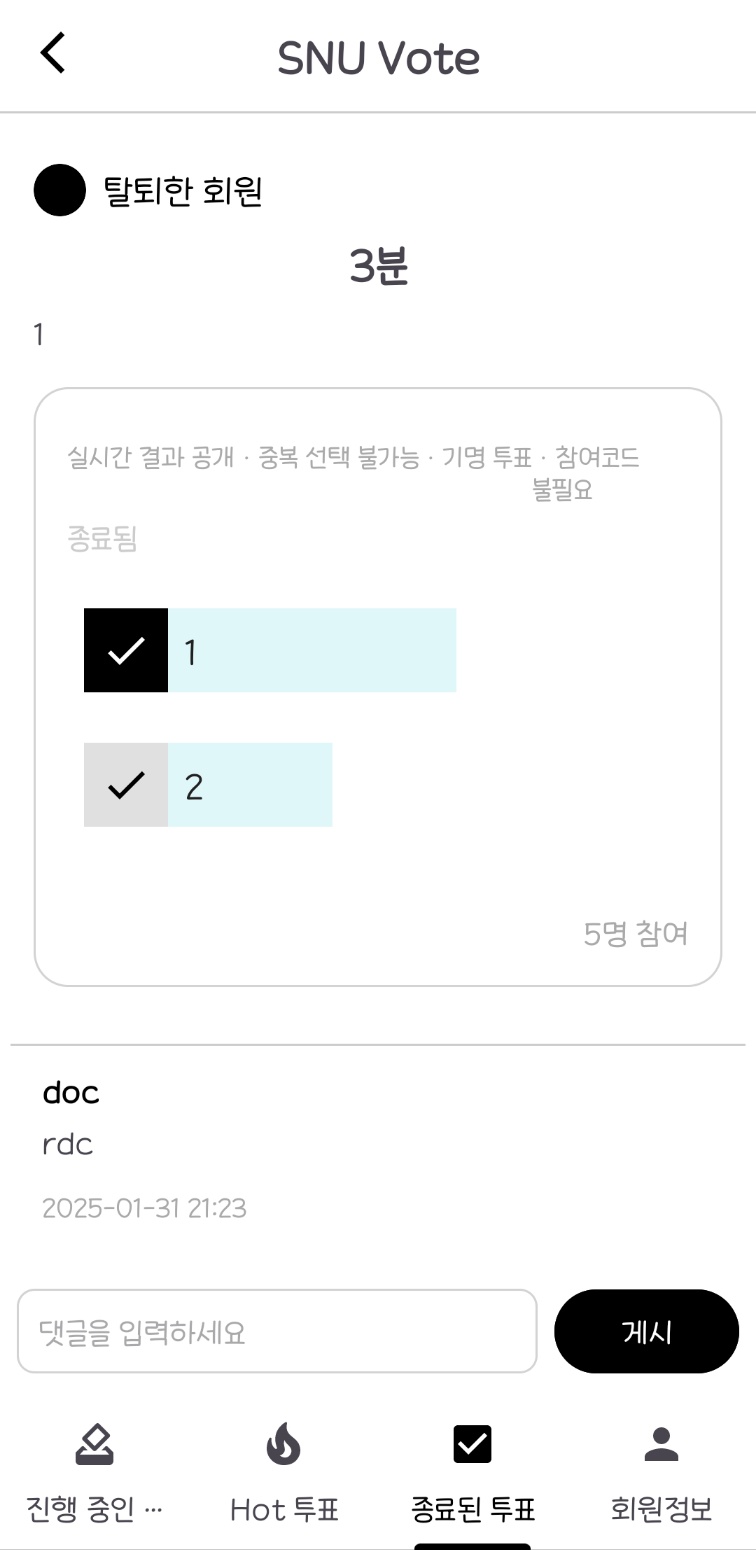 SNU Vote
탈퇴한 회원
3분
1
실시간 결과 공개 · 중복 선택 불가능 · 기명 투표 · 참여코드
불필요
종료됨
1
2
5명 참여
doc
rdc
2025-01-31 21:23
댓글을 입력하세요
게시
진행 중인 …
Hot 투표
종료된 투표
회원정보